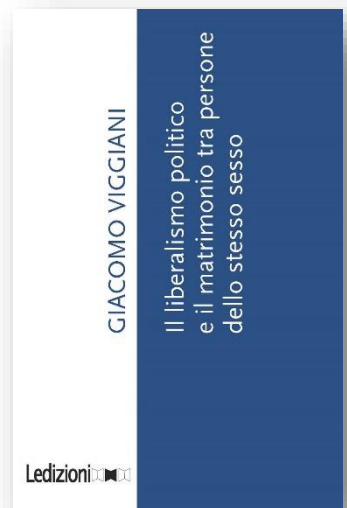 GIACOMO VIGGIANI
Il liberalismo politico
e il matrimonio tra persone
dello stesso sesso
Ledizioni